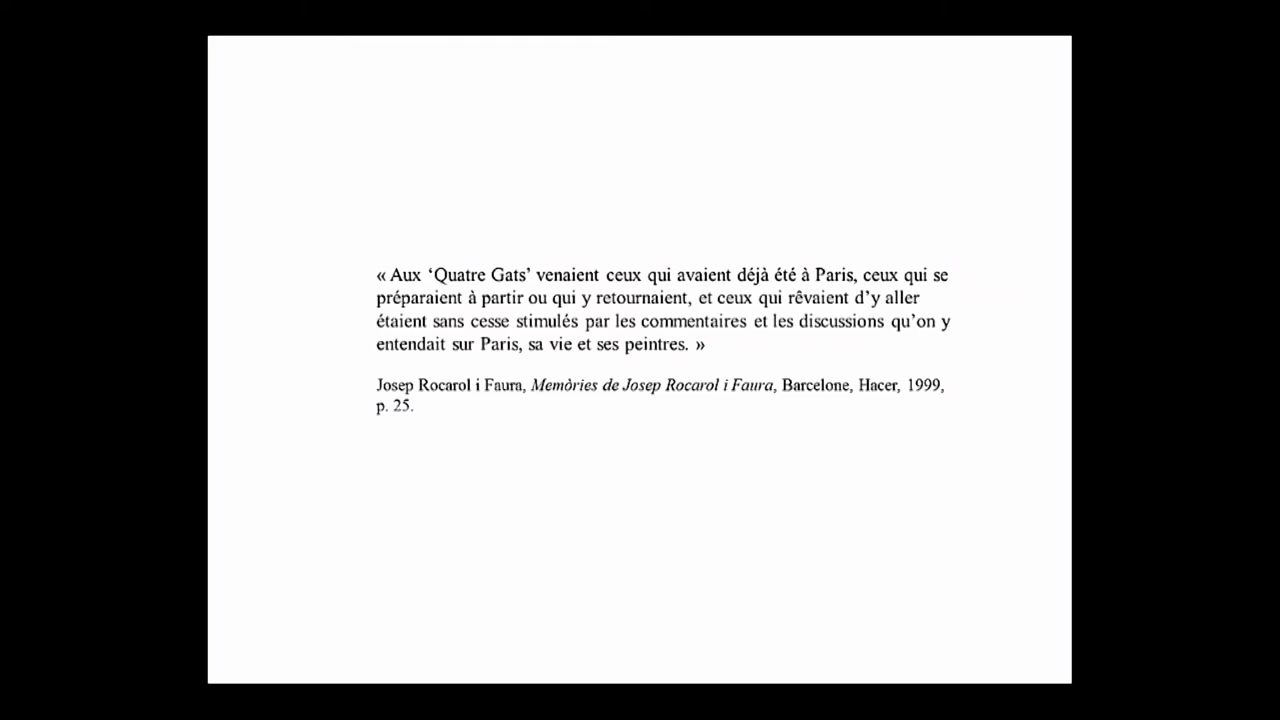 « Aux ‘Quatre Gats’ venaient ceux qui avaient déjà été à Paris, ceux qui se
préparaient à partir ou qui y retournaient, et ceux qui rêvaient d’y aller
étaient sans cesse stimulés par les commentaires et les discussions qu’on y
entendait sur Paris, sa vie et ses peintres. »
Josep Rocarol i Faura, Memòries de Josep Rocarol i Faura, Barcelone, Hacer, 1999,
p. 25.